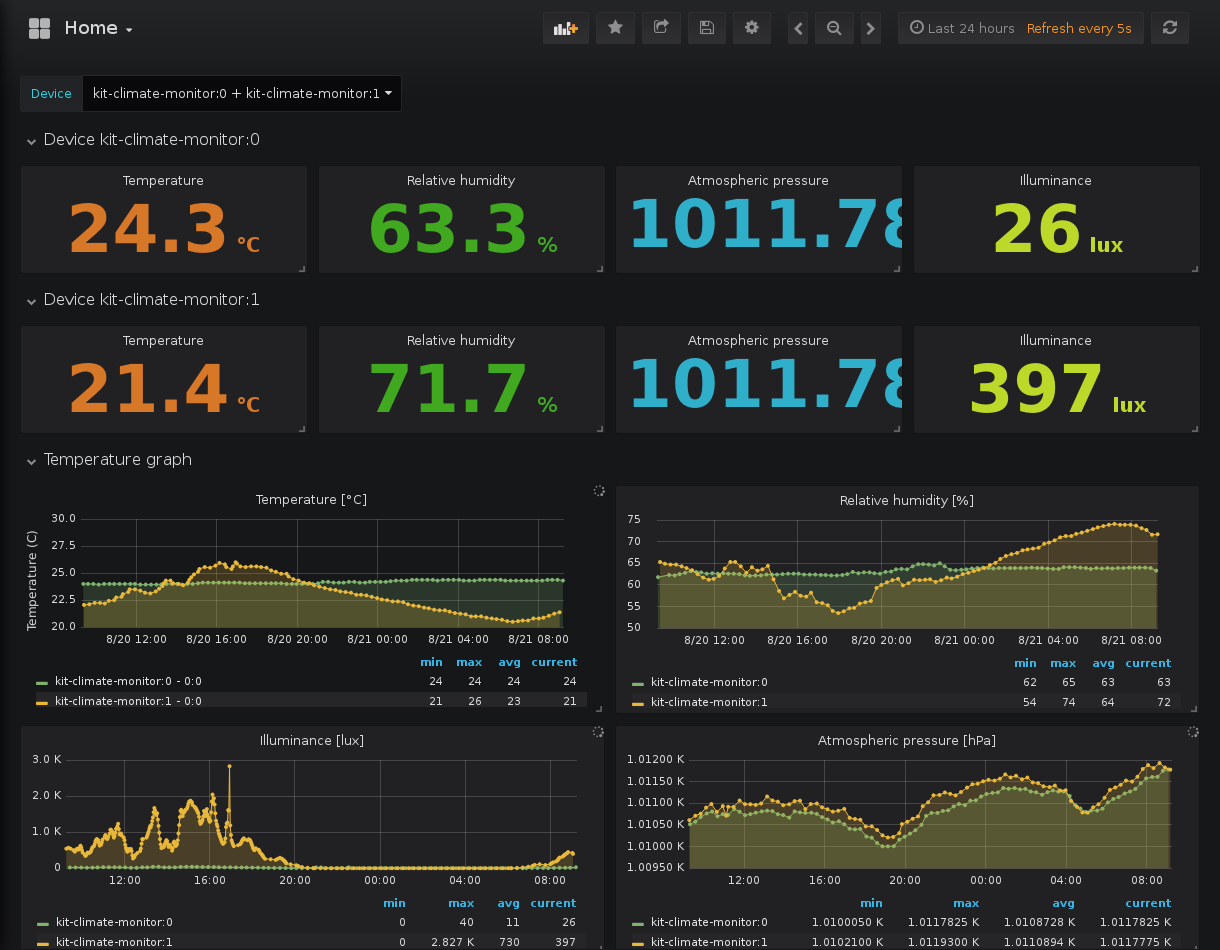 Home
Last 24 hours Refresh every 5s
Device kit-climate-monitor:0 + kit-climate-monitor:1
Device kit-climate-monitor:0
Temperature Relative humidity Atmospheric pressure Illuminance
24.3 °C 63.3 % 1011.78 26 lux
Device kit-climate-monitor:1
Temperature Relative humidity Atmospheric pressure Illuminance
21.4 °C 71.7 % 1011.78 397 lux
Temperature graph
Temperature [°C]
Temperature (C)
30.0
27.5
25.0
22.5
20.0
8/20 12:00 8/20 16:00 8/20 20:00 8/21 00:00 8/21 04:00 8/21 08:00
min max avg current
kit-climate-monitor:0 - 0:0 24 24 24 24
kit-climate-monitor:1 - 0:0 21 26 23 21
Relative humidity [%]
75
70
65
60
55
50
8/20 12:00 8/20 16:00 8/20 20:00 8/21 00:00 8/21 04:00 8/21 08:00
min max avg current
kit-climate-monitor:0 62 65 63 63
kit-climate-monitor:1 54 74 64 72
Illuminance [lux]
3.0 K
2.0 K
1.0 K
0
12:00 16:00 20:00 00:00 04:00 08:00
min max avg current
kit-climate-monitor:0 0 40 11 26
kit-climate-monitor:1 0 2.827 K 730 397
Atmospheric pressure [hPa]
1.01200 K
1.01150 K
1.01100 K
1.01050 K
1.01000 K
1.00950 K
12:00 16:00 20:00 00:00 04:00 08:00
min max avg current
kit-climate-monitor:0 1.0100050 K 1.0117825 K 1.0108728 K 1.0117825 K
kit-climate-monitor:1 1.0102100 K 1.0119300 K 1.0110894 K 1.0117775 K